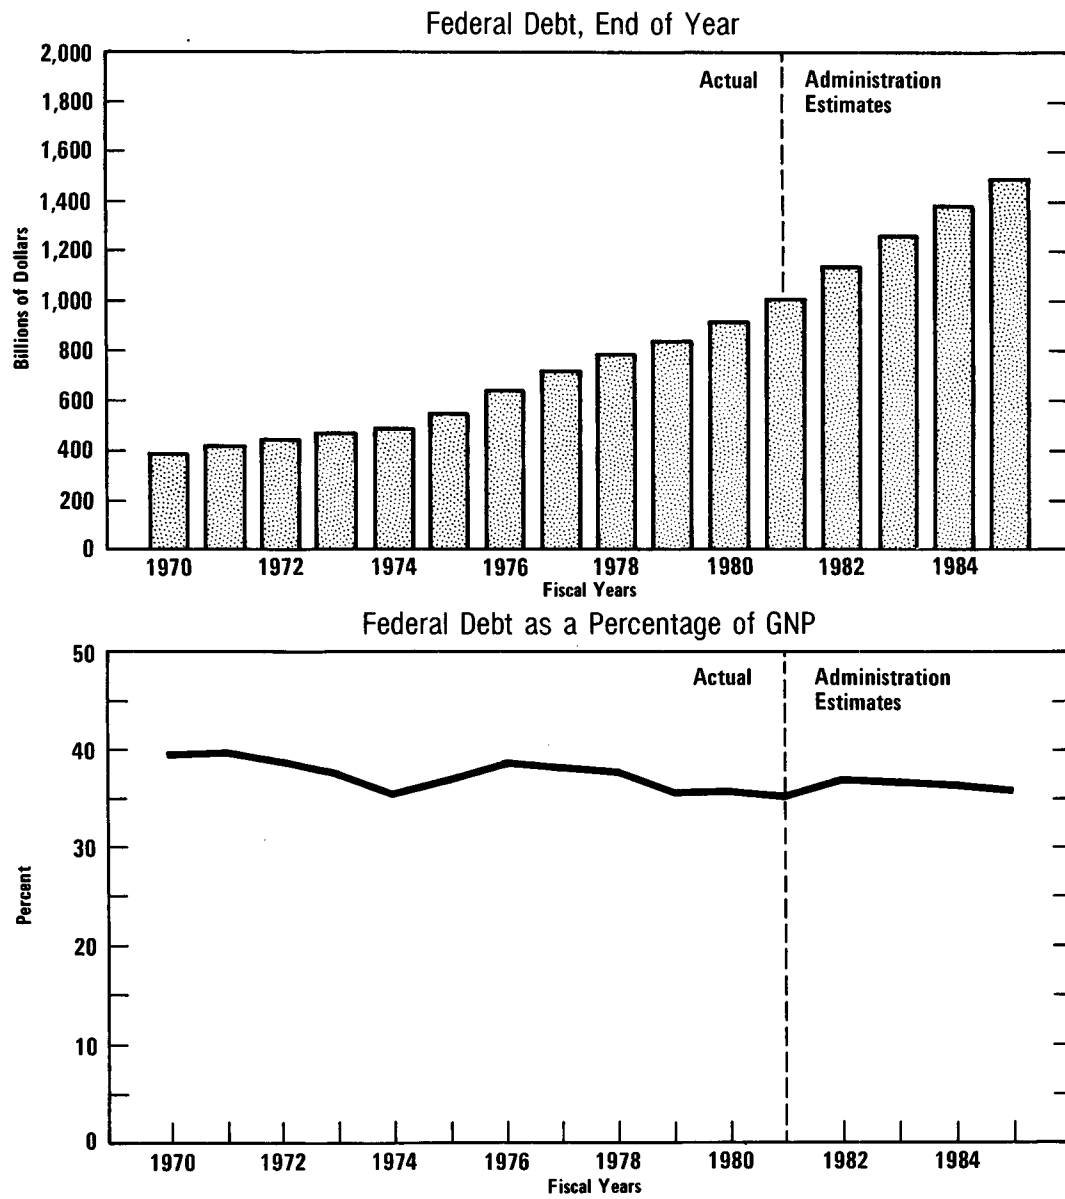 Federal Debt, End of Year
2,000
1,800
1,600
1,400
1,200
1,000
800
600
400
200
0
Billions of Dollars
Actual
Administration
Estimates
1970 1972 1974 1976 1978 1980 1982 1984
Fiscal Years
Federal Debt as a Percentage of GNP
50
40
30
20
10
0
Percent
Actual
Administration
Estimates
1970 1972 1974 1976 1978 1980 1982 1984
Fiscal Years